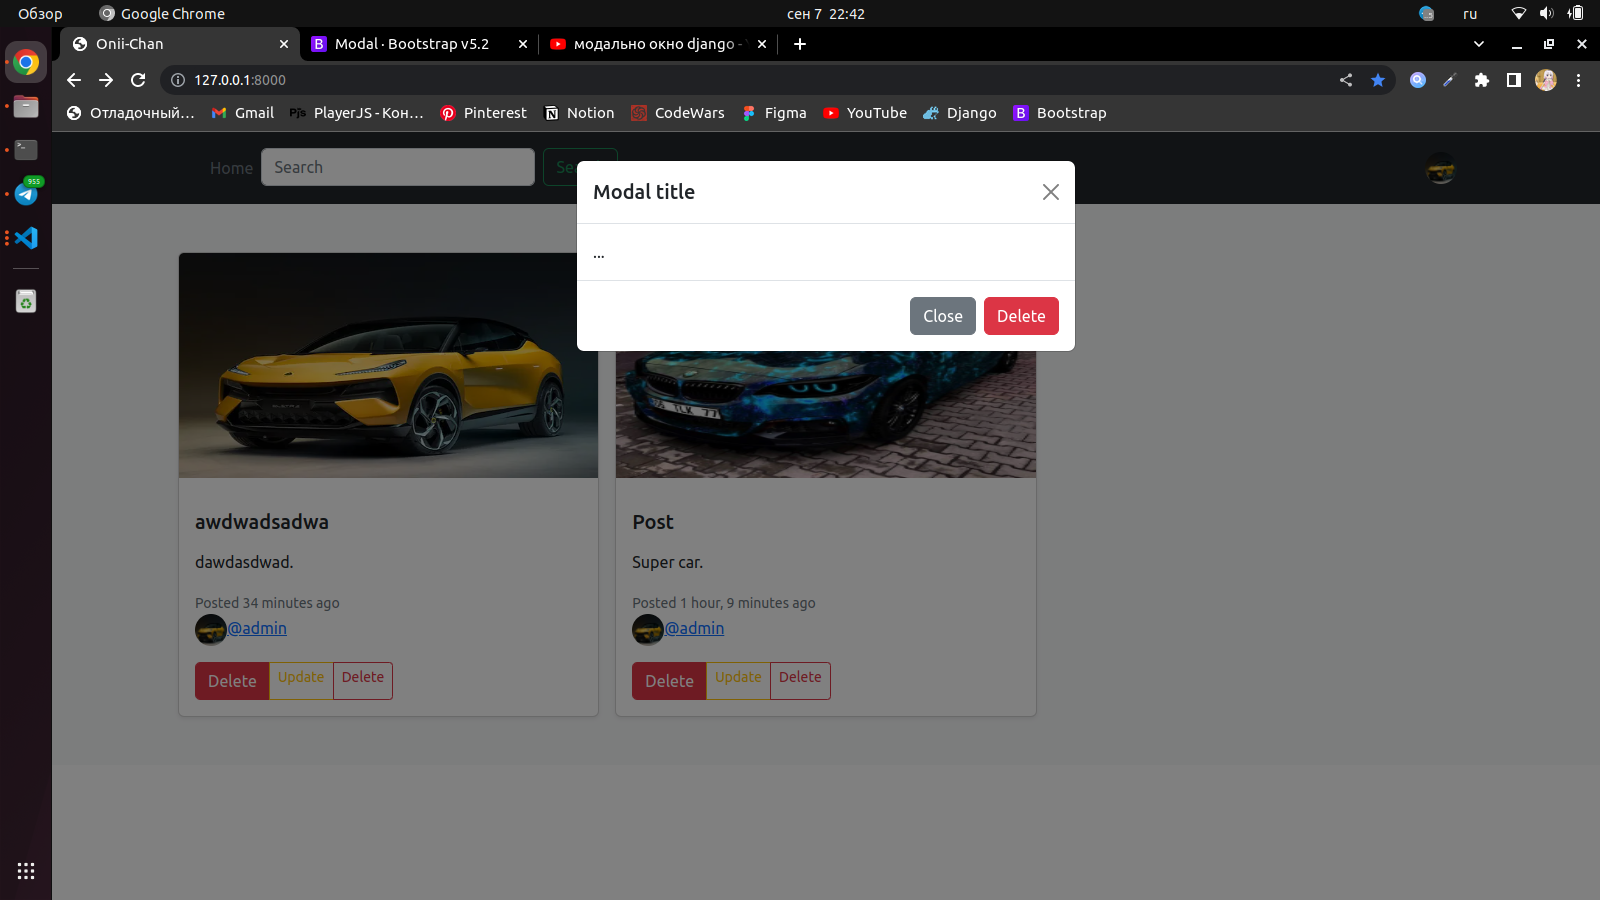 Обзор
Google Chrome
сен 7 22:42
ru
Onii-Chan
Modal · Bootstrap v5.2
модально окно django -
127.0.0.1:8000
Отладочный…
Gmail
PlayerJS - Кон…
Pinterest
Notion
CodeWars
Figma
YouTube
Django
Bootstrap
955
Home
Search
Modal title
...
Close
Delete
awdwadsadwa
dawdasdwad.
Posted 34 minutes ago
@admin
Delete
Update
Delete
Post
Super car.
Posted 1 hour, 9 minutes ago
@admin
Delete
Update
Delete